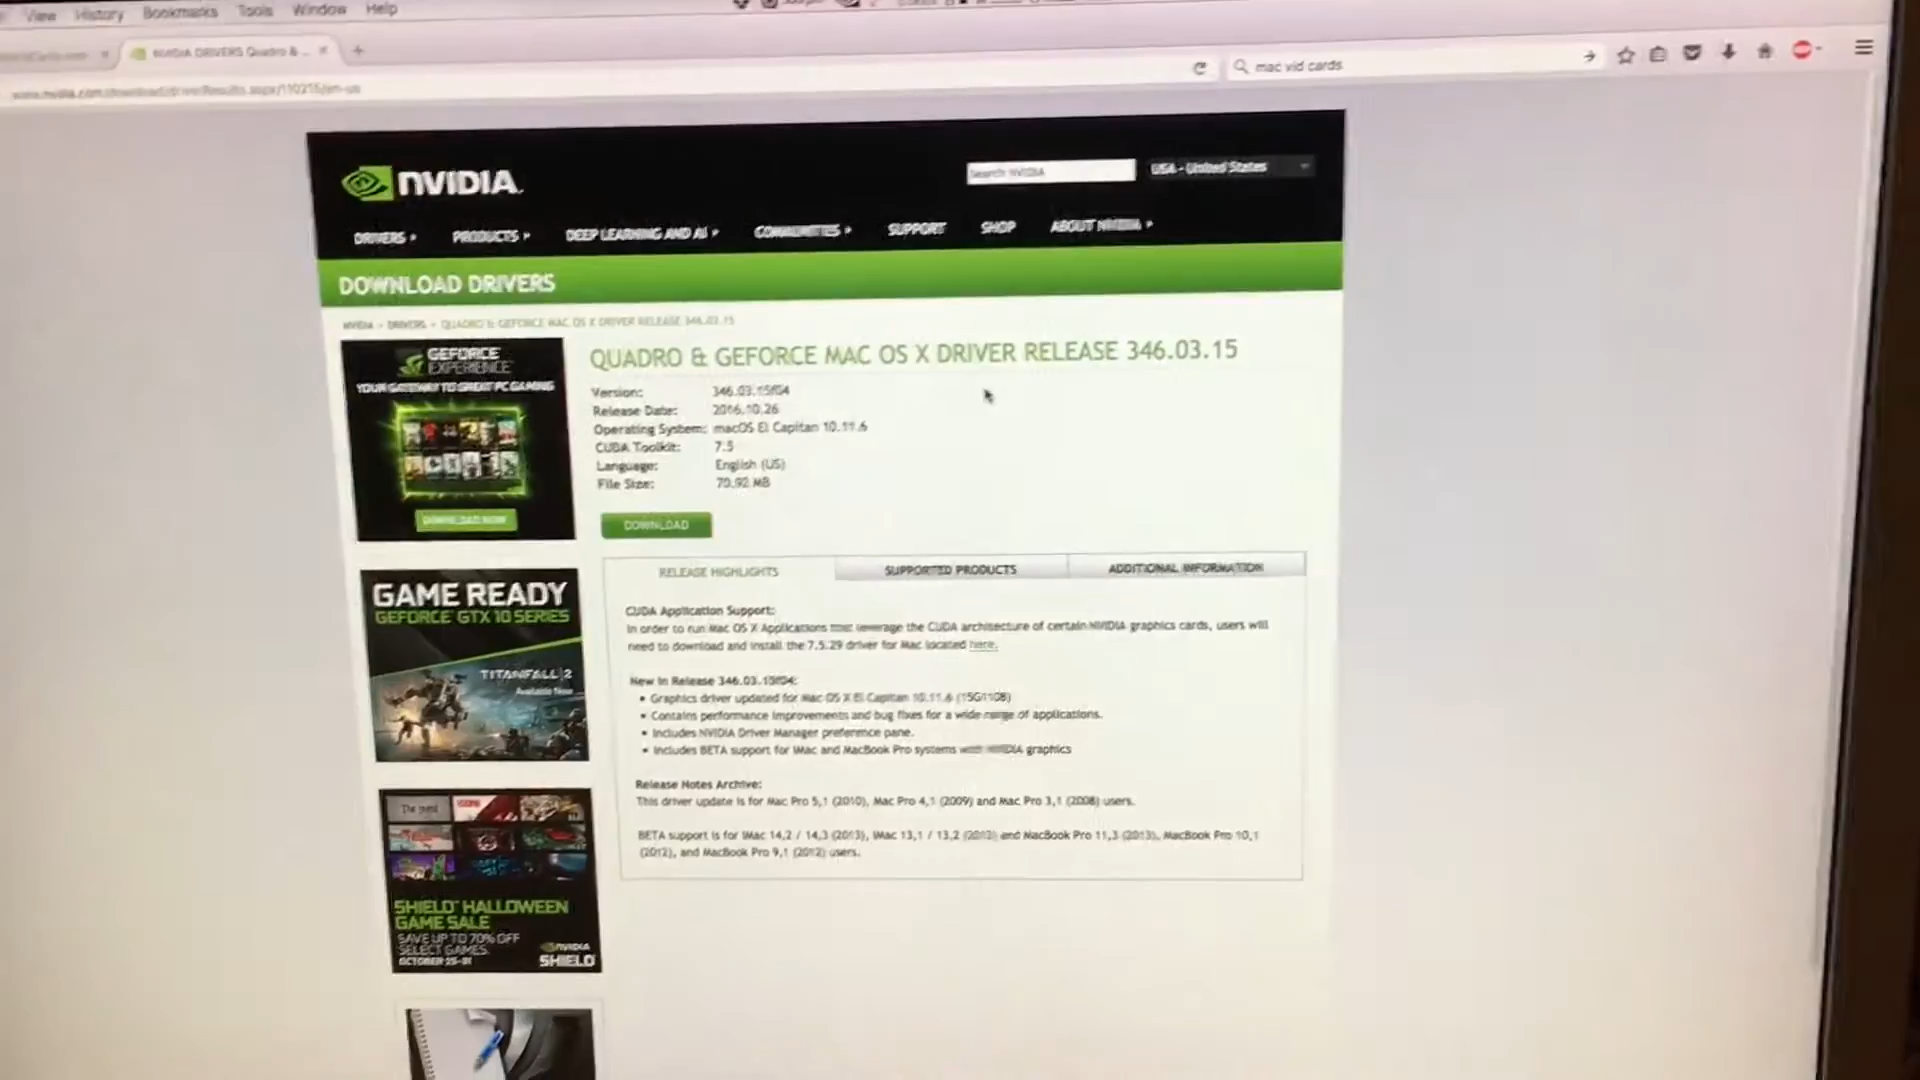 View History Bookmarks Tools Window Help
NVIDIA DRIVERS Quadro & ...
mac vid cards
www.nvidia.com/download/driverResults.aspx/110215/en-us
NVIDIA.
Search NVIDIA
USA - United States
DRIVERS PRODUCTS DEEP LEARNING AND AI COMMUNITIES SUPPORT SHOP ABOUT NVIDIA
DOWNLOAD DRIVERS
NVIDIA > DRIVERS > QUADRO & GEFORCE MAC OS X DRIVER RELEASE 346.03.15
GEFORCE
EXPERIENCE
YOUR GATEWAY TO GREAT PC GAMING
DOWNLOAD NOW
QUADRO & GEFORCE MAC OS X DRIVER RELEASE 346.03.15
Version: 346.03.15f04
Release Date: 2016.10.26
Operating System: macOS El Capitan 10.11.6
CUDA Toolkit: 7.5
Language: English (US)
File Size: 70.92 MB
DOWNLOAD
RELEASE HIGHLIGHTS
SUPPORTED PRODUCTS
ADDITIONAL INFORMATION
CUDA Application Support:
In order to run Mac OS X Applications that leverage the CUDA architecture of certain NVIDIA graphics cards, users will
need to download and install the 7.5.29 driver for Mac located here.
New in Release 346.03.15f04:
• Graphics driver updated for Mac OS X El Capitan 10.11.6 (15G1108)
• Contains performance improvements and bug fixes for a wide range of applications.
• Includes NVIDIA Driver Manager preference pane.
• Includes BETA support for iMac and MacBook Pro systems with NVIDIA graphics
Release Notes Archive:
This driver update is for Mac Pro 5,1 (2010), Mac Pro 4,1 (2009) and Mac Pro 3,1 (2008) users.
BETA support is for iMac 14,2 / 14,3 (2013), iMac 13,1 / 13,2 (2012) and MacBook Pro 11,3 (2013), MacBook Pro 10,1
(2012), and MacBook Pro 9,1 (2012) users.
GAME READY
GEFORCE GTX 10 SERIES
TITANFALL 2
Available Now
SHIELD HALLOWEEN
GAME SALE
SAVE UP TO 70% OFF
SELECT GAMES.
OCTOBER 25-31
NVIDIA
SHIELD